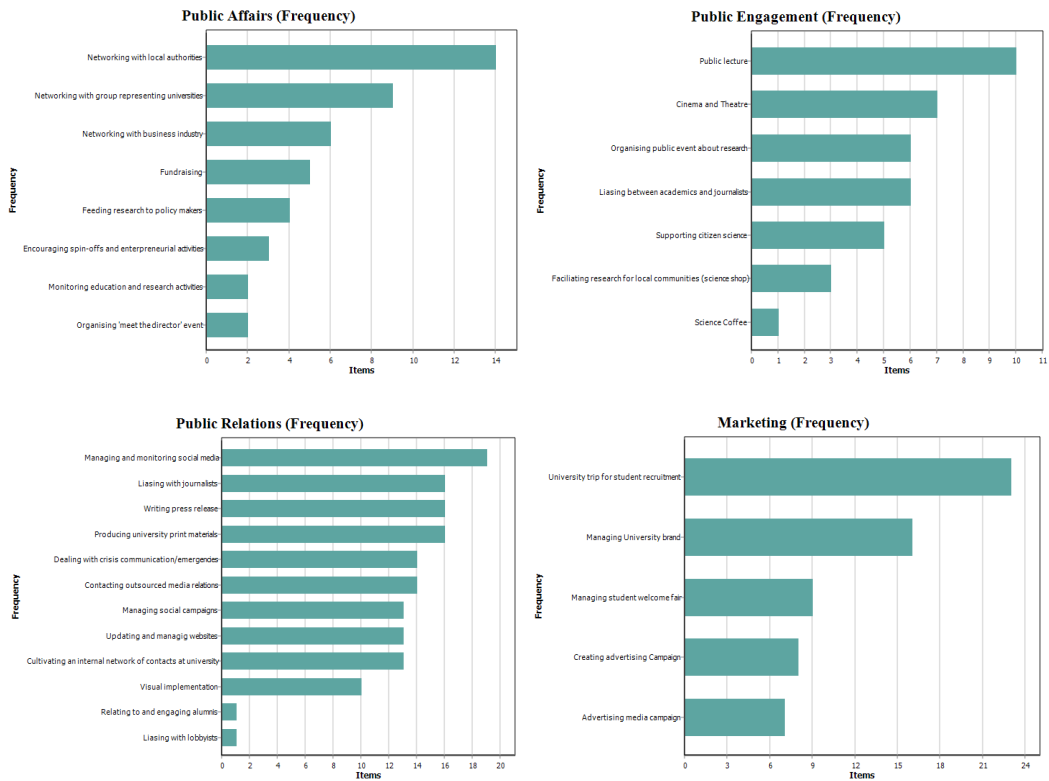 Public Affairs (Frequency)
Networking with local authorities
Networking with group representing universities
Networking with business industry
Fundraising
Feeding research to policy makers
Encouraging spin-offs and enterpreneurial activities
Monitoring education and research activities
Organising 'meet the director' event
Frequency
0 2 4 6 8 10 12 14
Items
Public Engagement (Frequency)
Public lecture
Cinema and Theatre
Organising public event about research
Liasing between academics and journalists
Supporting citizen science
Faciliating research for local communities (science shop)
Science Coffee
Frequency
0 1 2 3 4 5 6 7 8 9 10 11
Items
Public Relations (Frequency)
Managing and monitoring social media
Liasing with journalists
Writing press release
Producing university print materials
Dealing with crisis communication/emergencies
Contacting outsourced media relations
Managing social campaigns
Updating and managig websites
Cultivating an internal network of contacts at university
Visual implementation
Relating to and engaging alumnis
Liasing with lobbyists
Frequency
0 2 4 6 8 10 12 14 16 18 20
Items
Marketing (Frequency)
University trip for student recruitment
Managing University brand
Managing student welcome fair
Creating advertising Campaign
Advertising media campaign
Frequency
0 3 6 9 12 15 18 21 24
Items